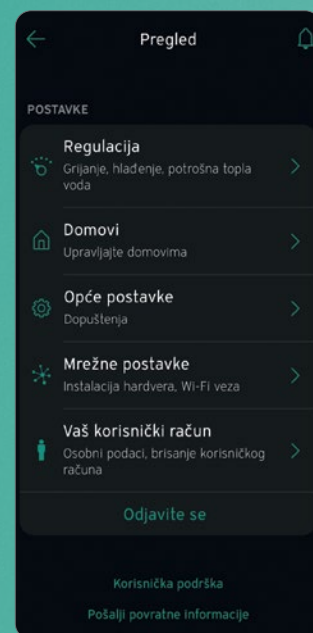 Pregled
POSTAVKE
Regulacija
Grijanje, hlađenje, potrošna topla
voda
Domovi
Upravljajte domovima
Opće postavke
Dopuštenja
Mrežne postavke
Instalacija hardvera, Wi-Fi veza
Vaš korisnički račun
Osobni podaci, brisanje korisničkog
računa
Odjavite se
Korisnička podrška
Pošalji povratne informacije